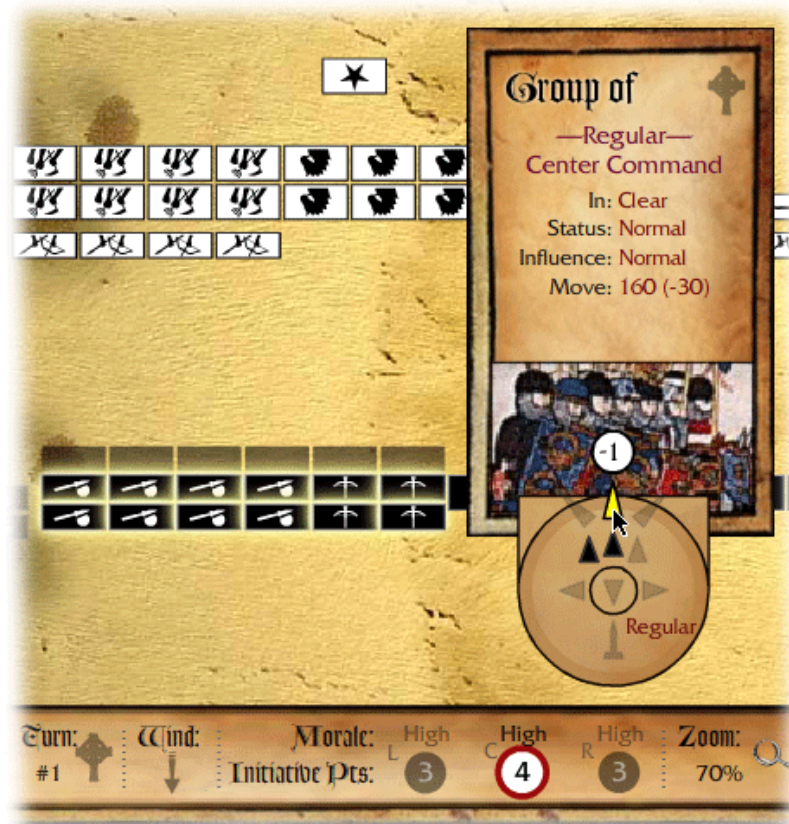 Group of
—Regular—
Center Command
In: Clear
Status: Normal
Influence: Normal
Move: 160 (-30)
-1
Regular
Turn:
#1
Wind:
Morale:
Initiative Pts:
L
High
3
C
High
4
R
High
3
Zoom:
70%